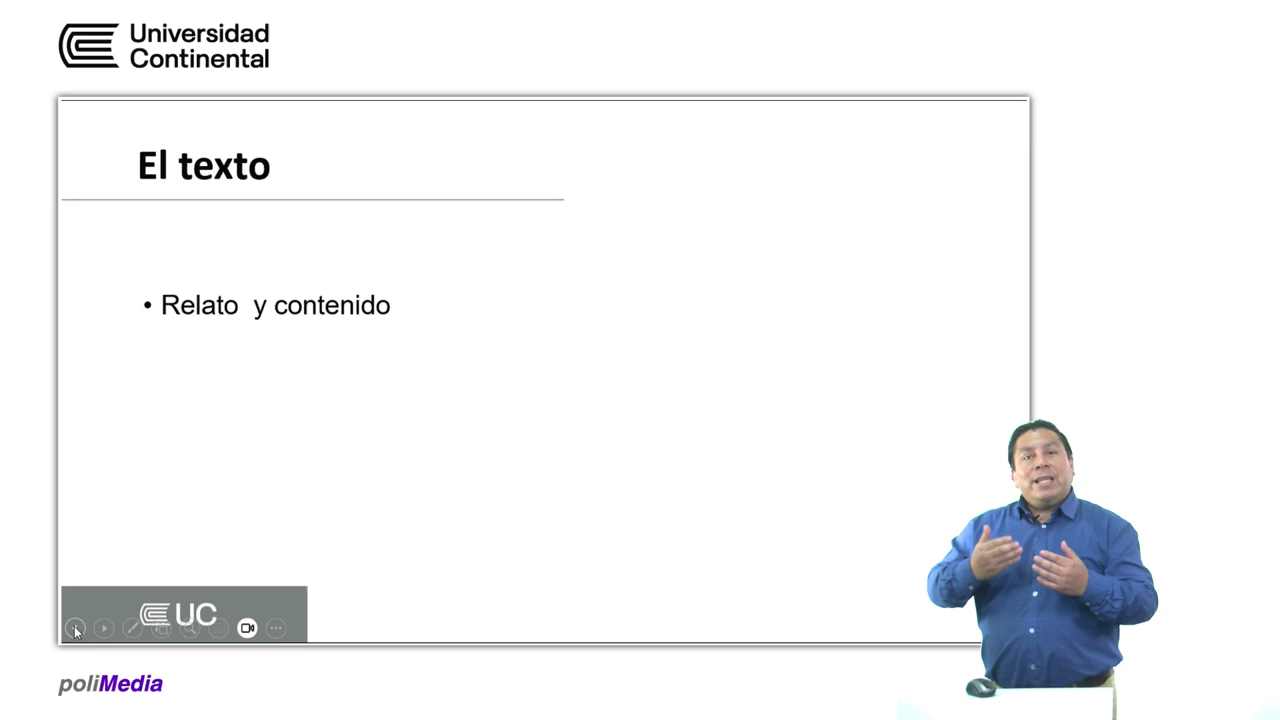 Universidad
Continental
El texto
• Relato  y contenido
UC
poliMedia